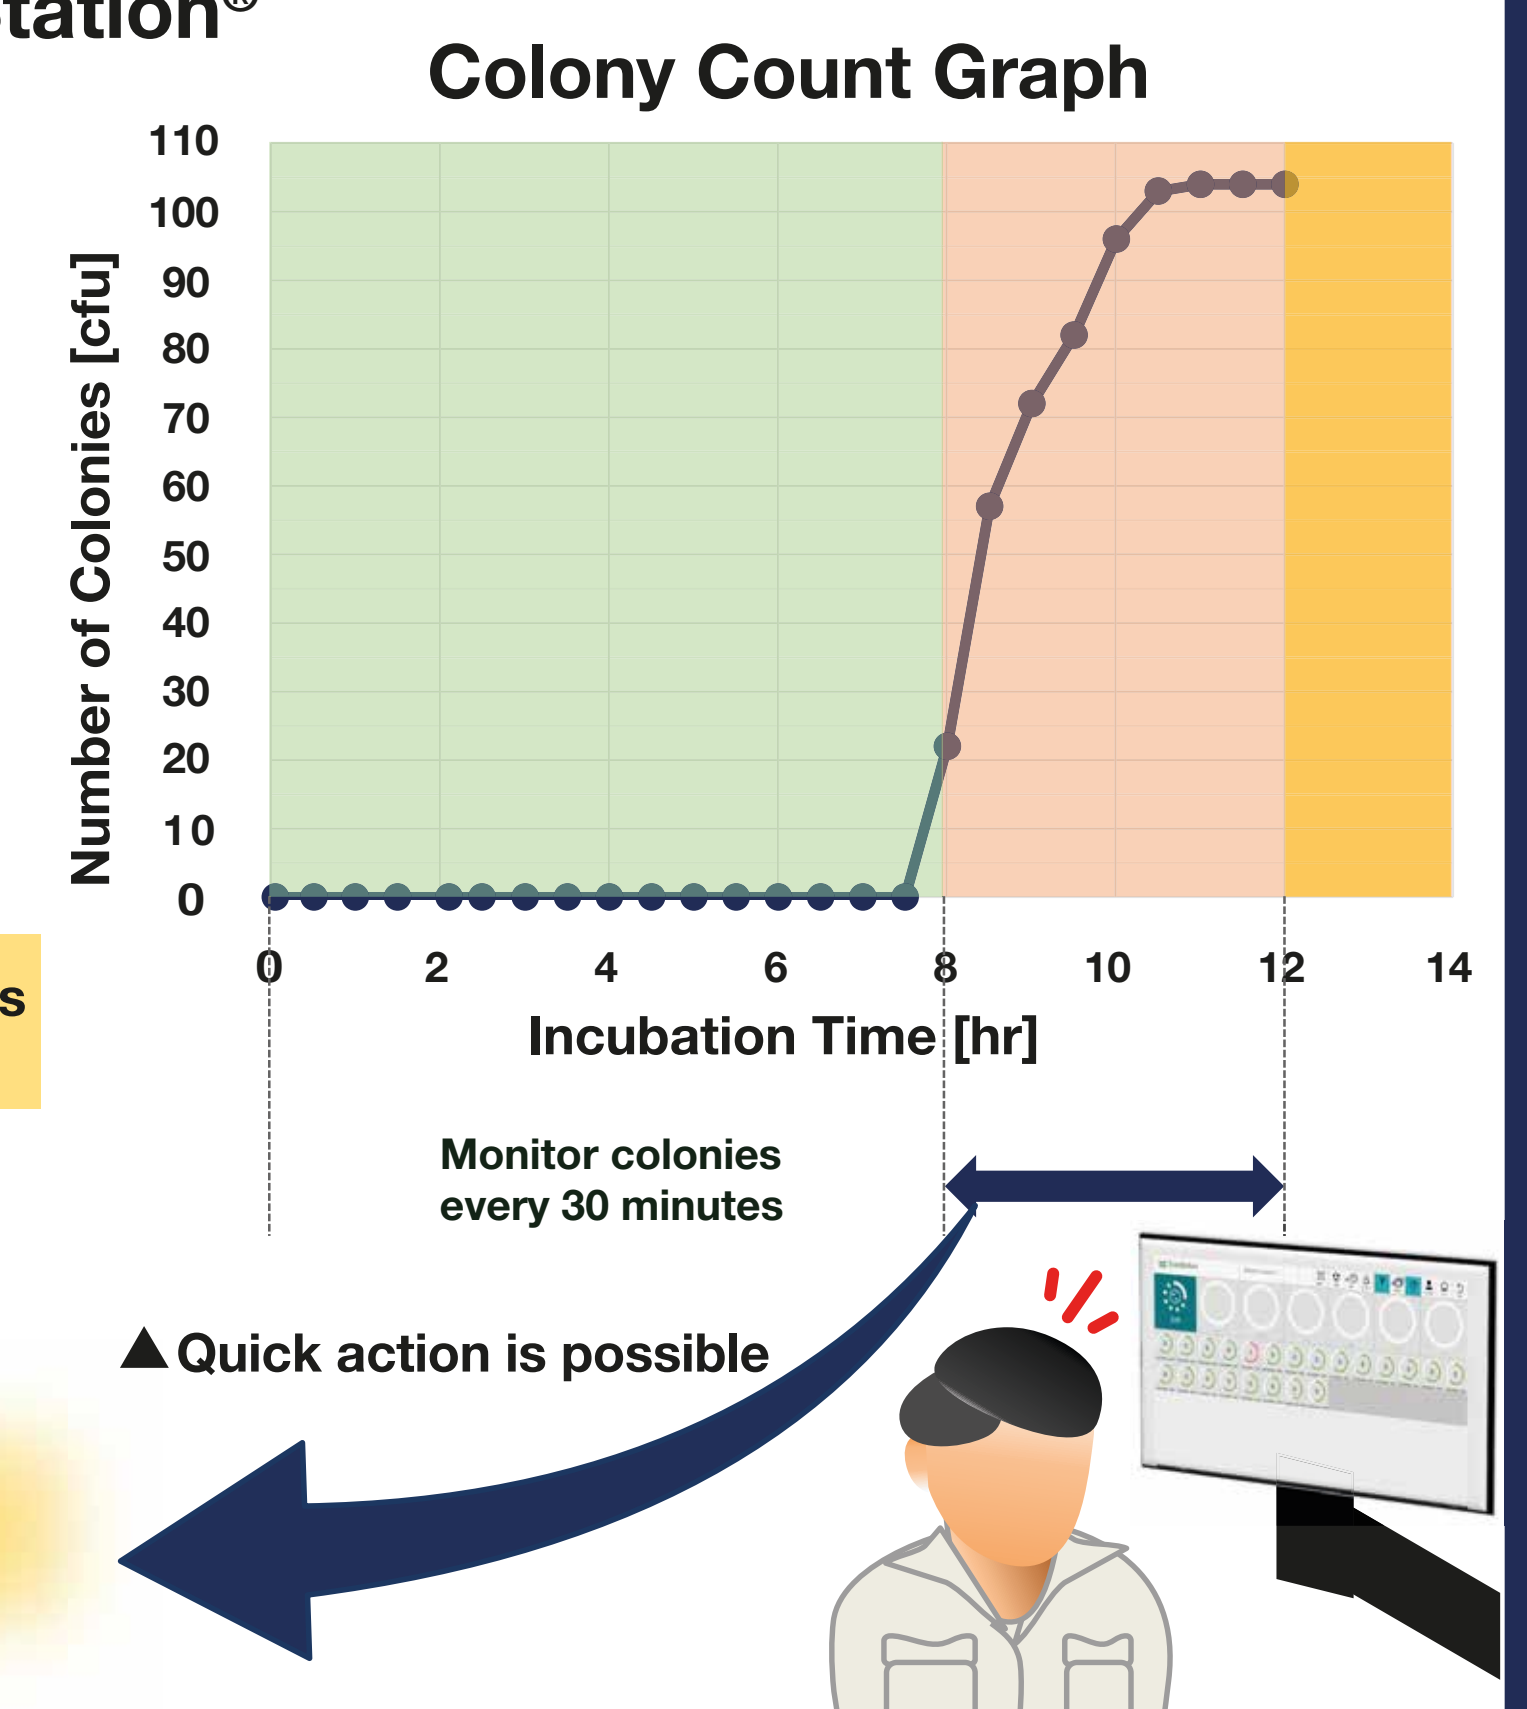 tation®
Colony Count Graph
110
100
90
80
70
60
50
40
30
20
10
0
Number of Colonies [cfu]
0 2 4 6 8 10 12 14
Incubation Time [hr]
s
Monitor colonies
every 30 minutes
▲Quick action is possible